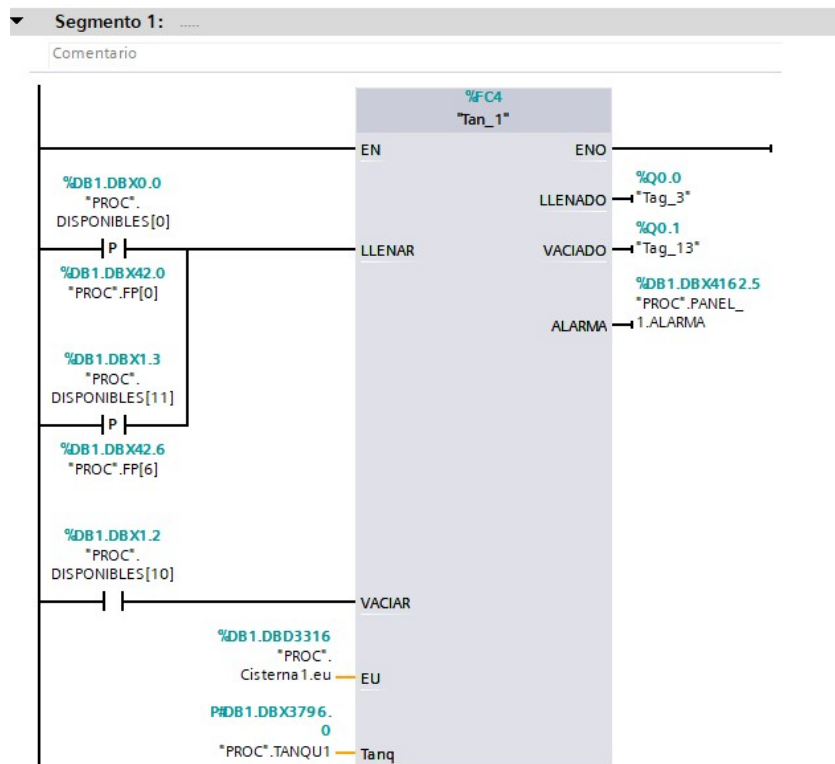 Segmento 1: .....
Comentario
%FC4
"Tan_1"
EN
ENO
%DB1.DBX0.0
"PROC".
DISPONIBLES[0]
P
%DB1.DBX42.0
"PROC".FP[0]
LLENAR
%DB1.DBX1.3
"PROC".
DISPONIBLES[11]
P
%DB1.DBX42.6
"PROC".FP[6]
%DB1.DBX1.2
"PROC".
DISPONIBLES[10]
VACIAR
%DB1.DBD3316
"PROC".
Cisterna1.eu
EU
P#DB1.DBX3796.
0
"PROC".TANQU1
Tanq
LLENADO
%Q0.0
"Tag_3"
VACIADO
%Q0.1
"Tag_13"
ALARMA
%DB1.DBX4162.5
"PROC".PANEL_
1.ALARMA